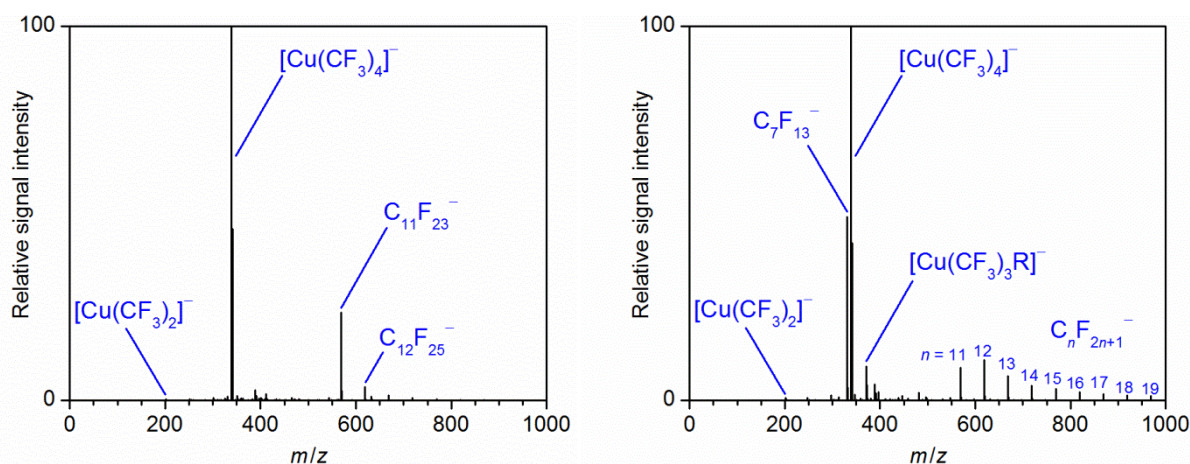 100
Relative signal intensity
[Cu(CF₃)₄]⁻
C₁₁F₂₃⁻
[Cu(CF₃)₂]⁻
C₁₂F₂₅⁻
0
0 200 400 600 800 1000
m/z
100
Relative signal intensity
[Cu(CF₃)₄]⁻
C₇F₁₃⁻
[Cu(CF₃)₃R]⁻
[Cu(CF₃)₂]⁻
CₙF₂ₙ₊₁⁻
n = 11 12 13 14 15 16 17 18 19
0
0 200 400 600 800 1000
m/z